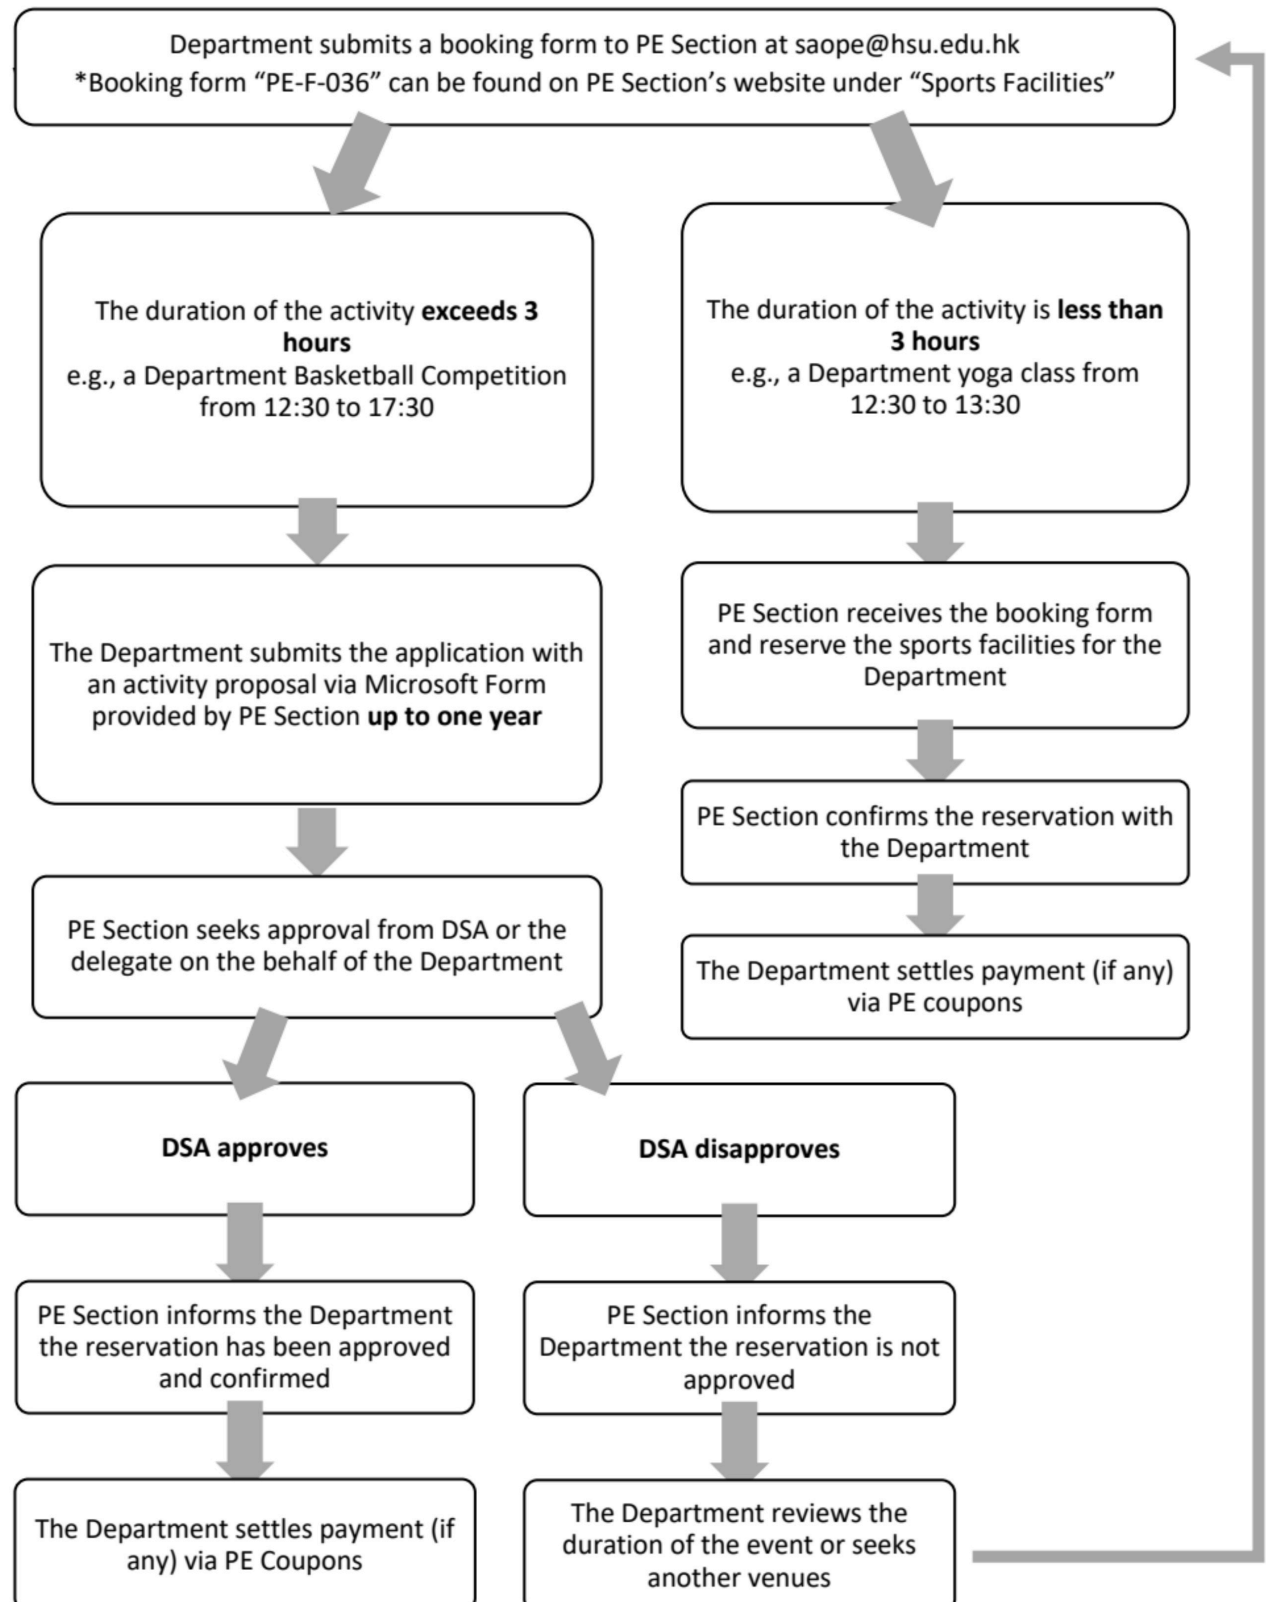 Department submits a booking form to PE Section at saope@hsu.edu.hk
*Booking form “PE-F-036” can be found on PE Section’s website under “Sports Facilities”
The duration of the activity exceeds 3
hours
e.g., a Department Basketball Competition
from 12:30 to 17:30
The duration of the activity is less than
3 hours
e.g., a Department yoga class from
12:30 to 13:30
The Department submits the application with
an activity proposal via Microsoft Form
provided by PE Section up to one year
PE Section receives the booking form
and reserve the sports facilities for the
Department
PE Section confirms the reservation with
the Department
PE Section seeks approval from DSA or the
delegate on the behalf of the Department
The Department settles payment (if any)
via PE coupons
DSA approves
DSA disapproves
PE Section informs the Department
the reservation has been approved
and confirmed
PE Section informs the
Department the reservation is not
approved
The Department settles payment (if
any) via PE Coupons
The Department reviews the
duration of the event or seeks
another venues